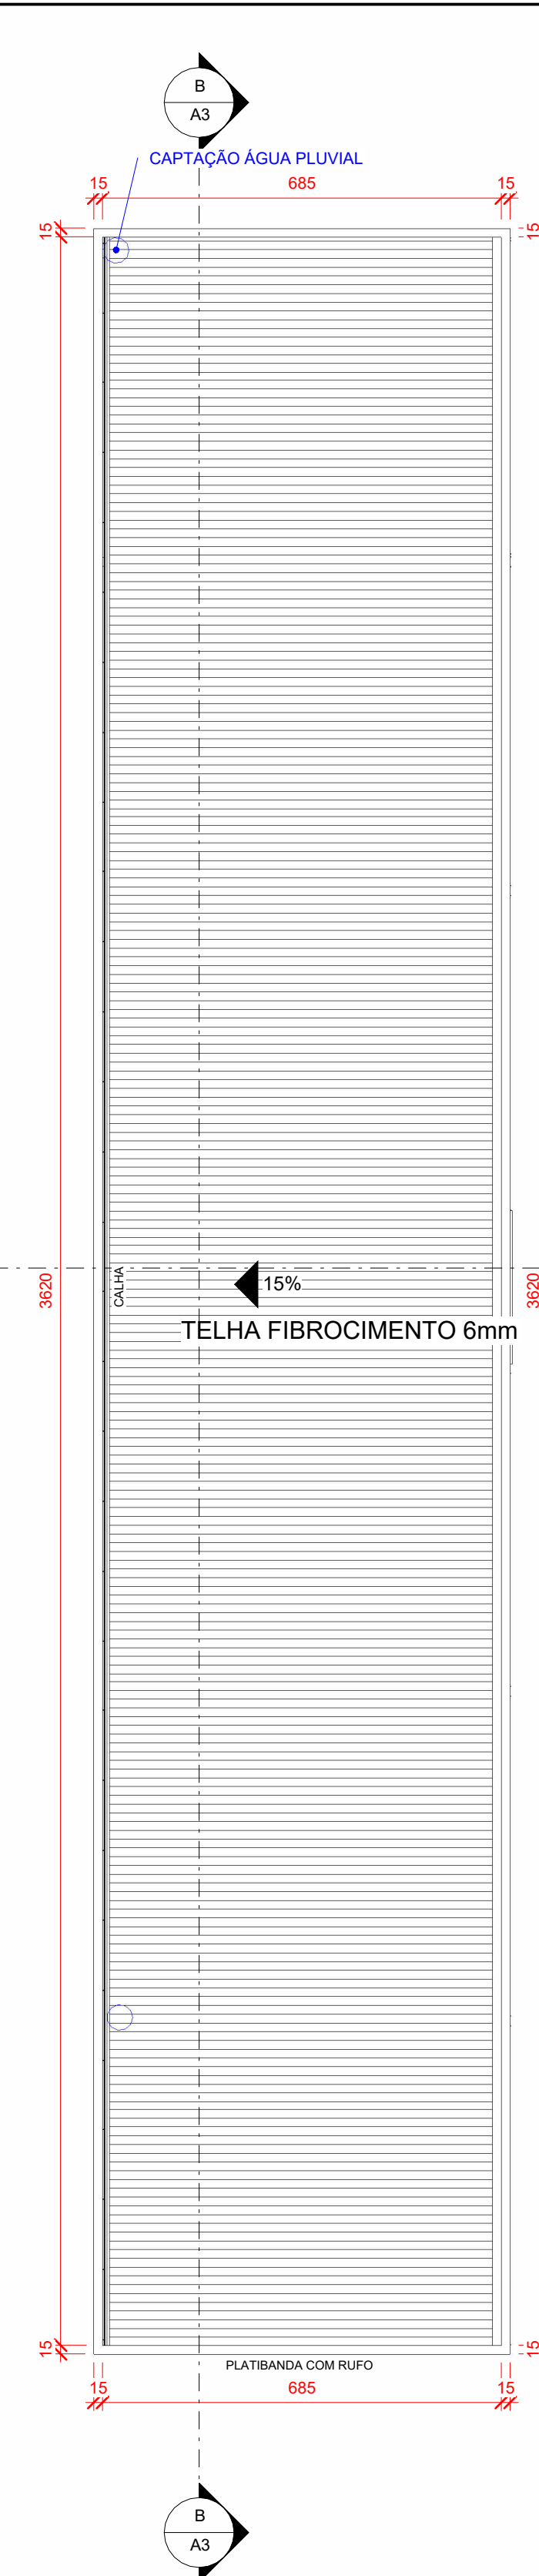 B
A3
CAPTAÇÃO ÁGUA PLUVIAL
15 685 15
15 15
3620 CALHA 15% 3620
TELHA FIBROCIMENTO 6mm
15 15
PLATIBANDA COM RUFO
15 685 15
B
A3